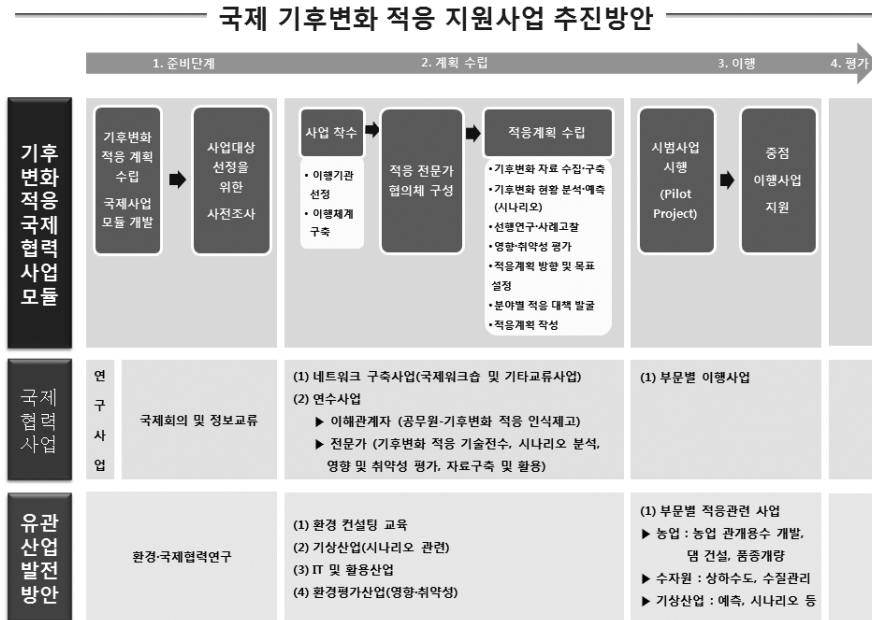 국제 기후변화 적응 지원사업 추진방안
1. 준비단계
2. 계획 수립
3. 이행
4. 평가
기후
변화
적응
국제
협력
사업
모듈
기후변화
적응 계획
수립
국제사업
모듈 개발
사업대상
선정을
위한
사전조사
사업 착수
• 이행기관
선정
• 이행체계
구축
적응 전문가
협의체 구성
적응계획 수립
•기후변화 자료 수집·구축
•기후변화 현황 분석·예측
(시나리오)
•선행연구·사례고찰
•영향·취약성 평가
•적응계획 방향 및 목표
설정
•분야별 적응 대책 발굴
•적응계획 작성
시범사업
시행
(Pilot
Project)
중점
이행사업
지원
국제
협력
사업
연
구
사
업
국제회의 및 정보교류
(1) 네트워크 구축사업(국제워크숍 및 기타교류사업)
(2) 연수사업
▶ 이해관계자 (공무원-기후변화 적응 인식제고)
▶ 전문가 (기후변화 적응 기술전수, 시나리오 분석,
영향 및 취약성 평가, 자료구축 및 활용)
(1) 부문별 이행사업
유관
산업
발전
방안
환경·국제협력연구
(1) 환경 컨설팅 교육
(2) 기상산업(시나리오 관련)
(3) IT 및 활용산업
(4) 환경평가산업(영향·취약성)
(1) 부문별 적응관련 사업
▶ 농업 : 농업 관개용수 개발,
댐 건설, 품종개량
▶ 수자원 : 상하수도, 수질관리
▶ 기상산업 : 예측, 시나리오 등